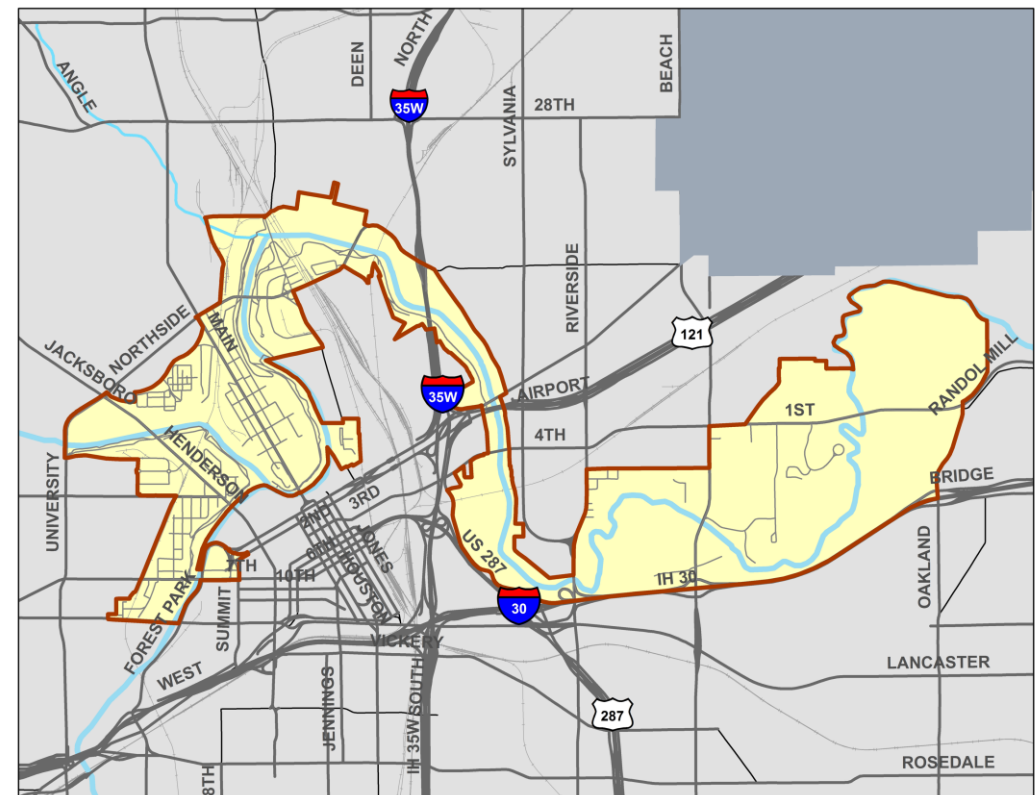 NORTH
DEEN
BEACH
ANGLE
35W
28TH
SYLVANIA
RIVERSIDE
121
NORTHSIDE
MAIN
JACKSBORO
RANDOL MILL
35W
AIRPORT
1ST
4TH
HENDERSON
UNIVERSITY
BRIDGE
3RD
2ND
JONES
US 287
HOUSTON
7TH
10TH
IH 30
OAKLAND
30
FOREST PARK
SUMMIT
VICKERY
WEST
LANCASTER
JENNINGS
IH 35W SOUTH
287
ROSEDALE
8TH